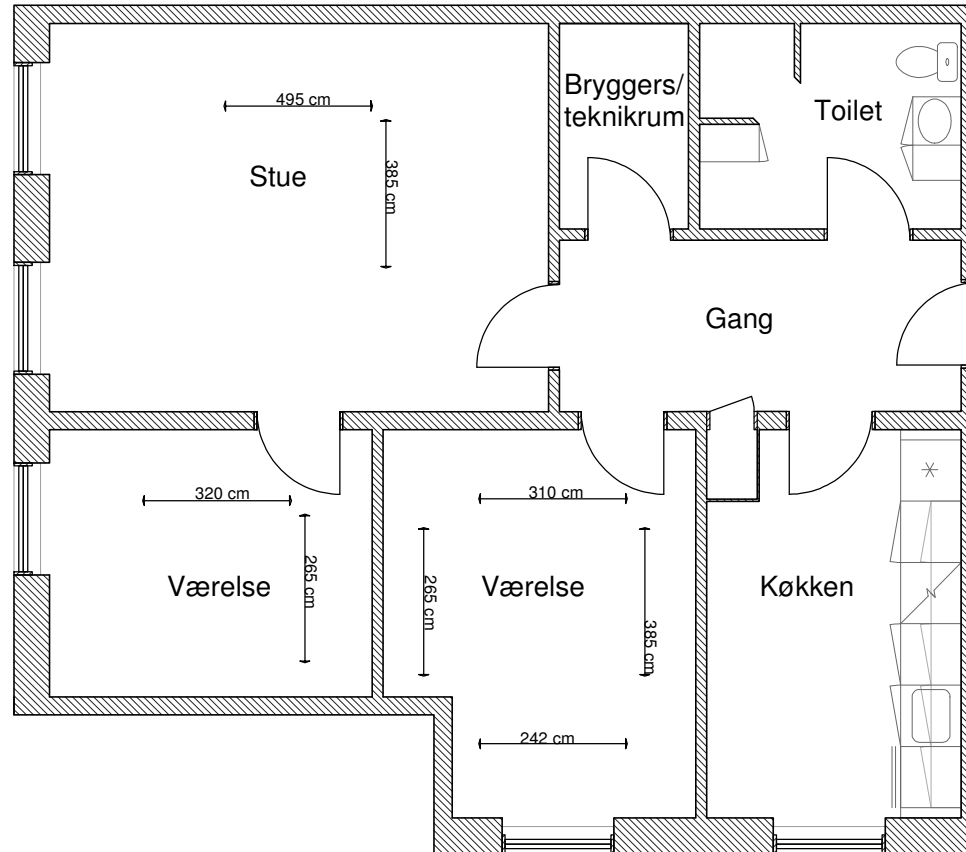 495 cm
385 cm
Stue
Bryggers/
teknikrum
Toilet
Gang
320 cm
265 cm
Værelse
310 cm
265 cm
385 cm
Værelse
242 cm
Køkken